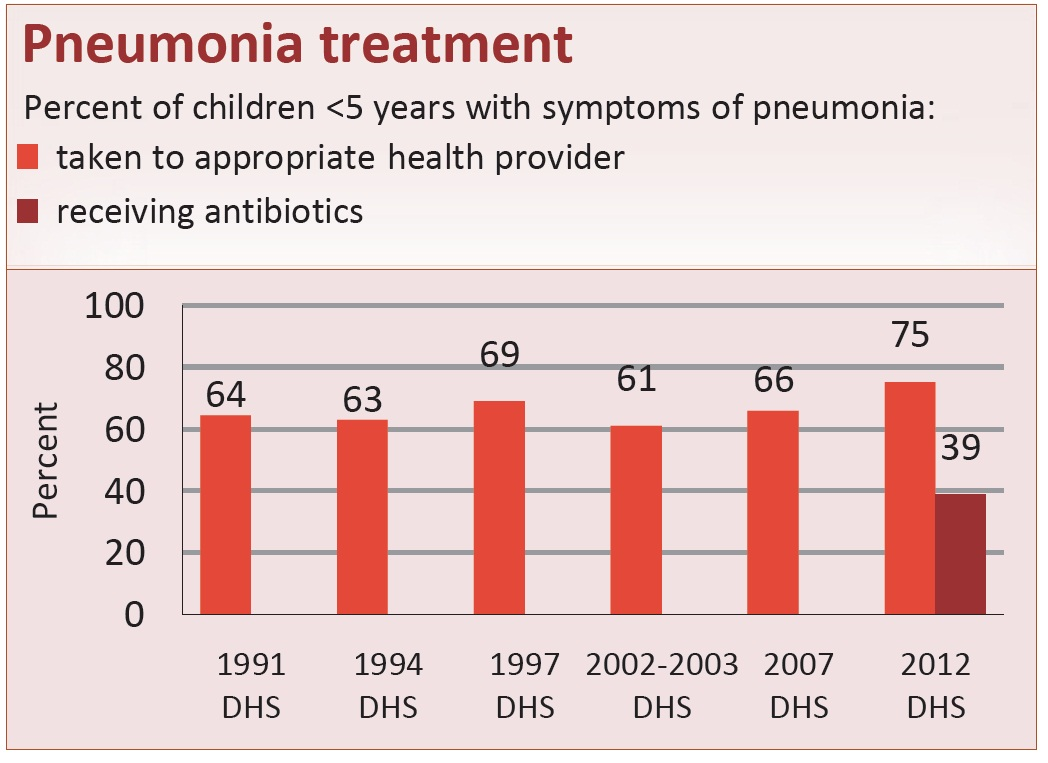 Pneumonia treatment
Percent of children <5 years with symptoms of pneumonia:
taken to appropriate health provider
receiving antibiotics
100
80
60
40
20
0
Percent
64
63
69
61
66
75
39
1991 1994 1997 2002-2003 2007 2012
DHS DHS DHS DHS DHS DHS